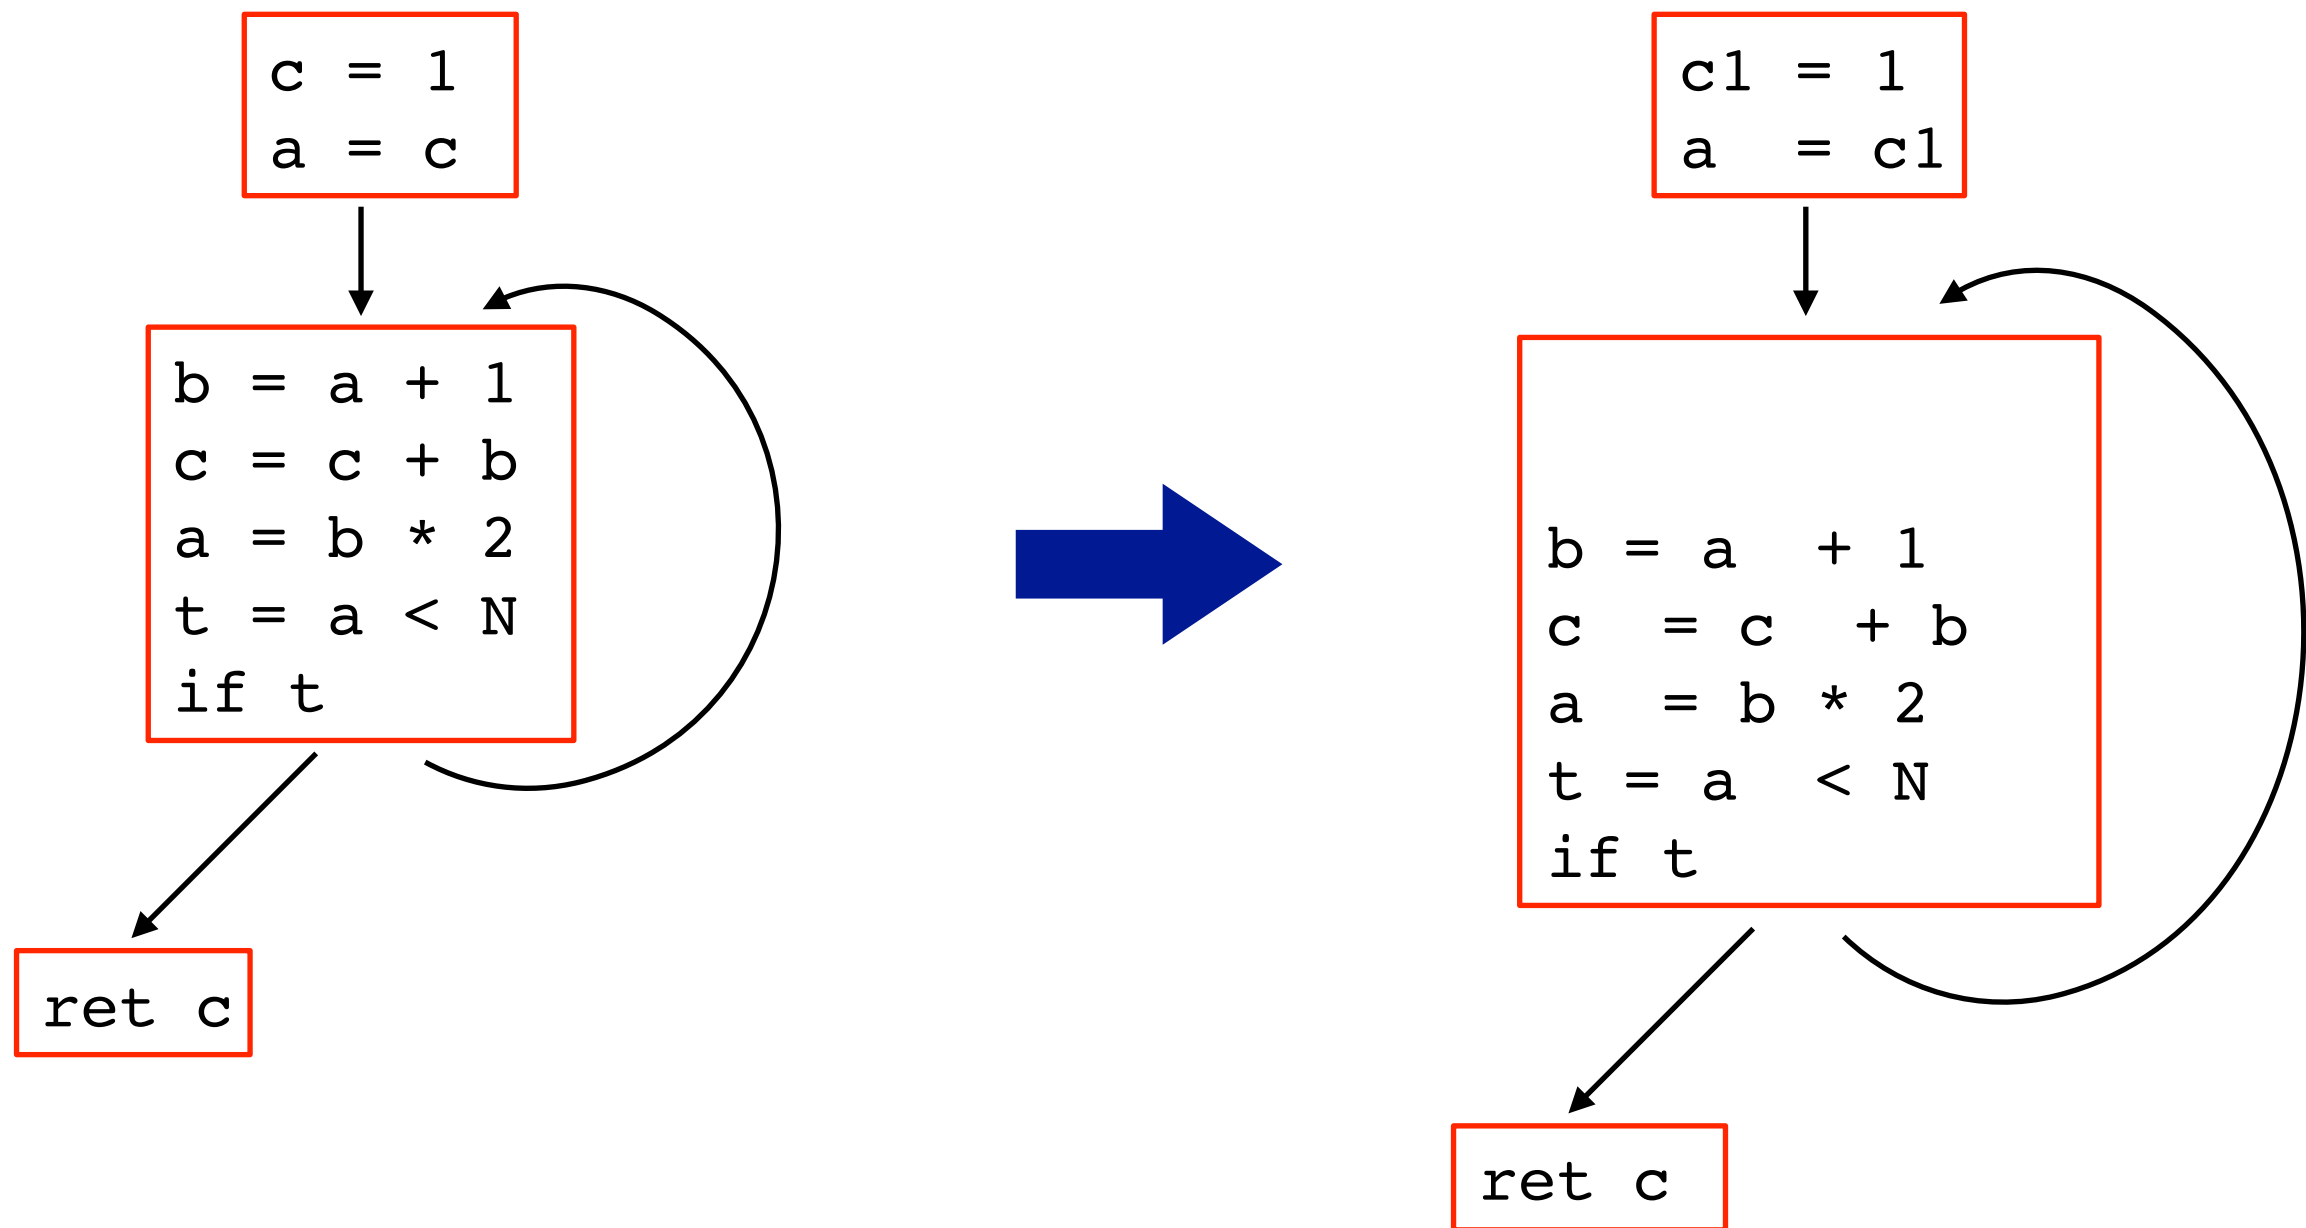 c = 1
a = c
b = a + 1
c = c + b
a = b * 2
t = a < N
if t
ret c
c1 = 1
a  = c1
b = a  + 1
c  = c  + b
a  = b * 2
t = a  < N
if t
ret c